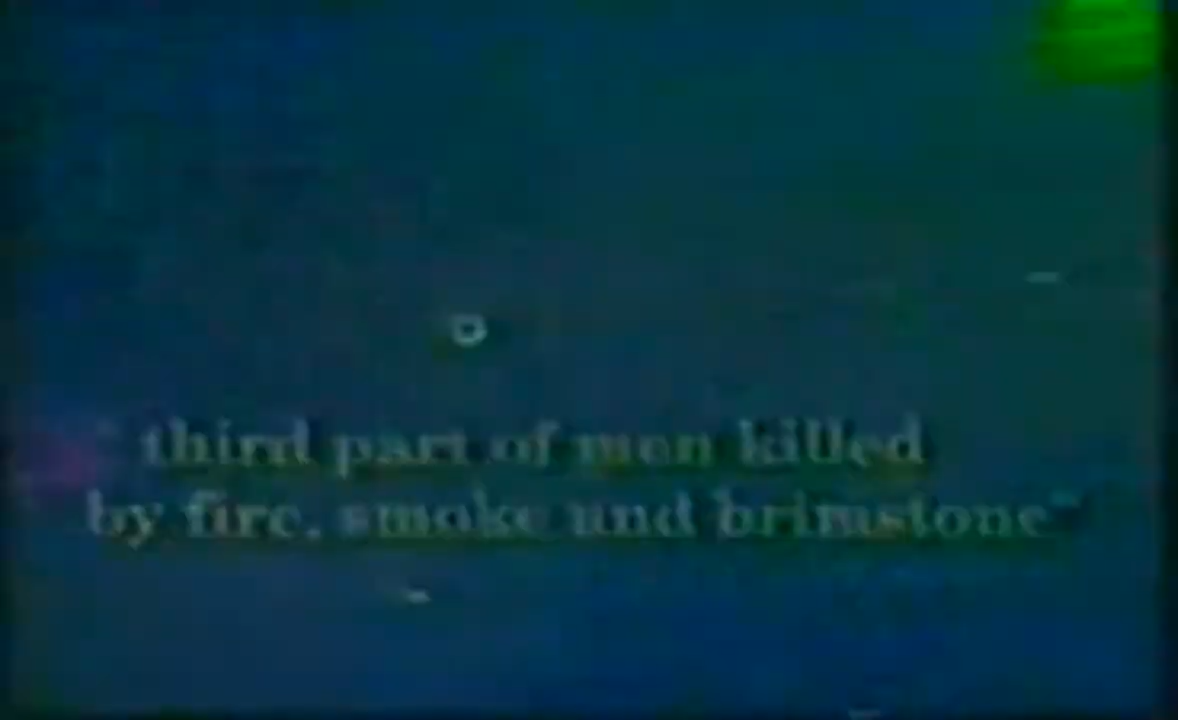 " third part of men killed
by fire, smoke and brimstone"